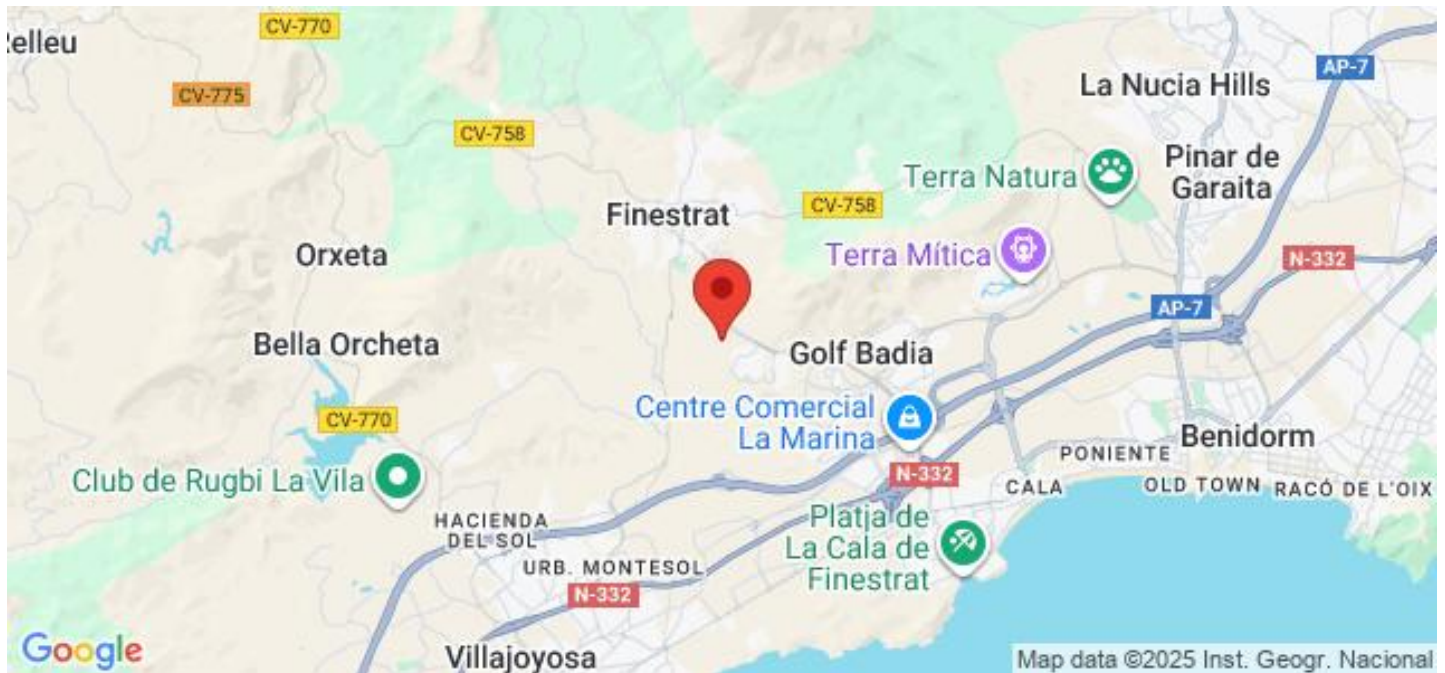 CV-770
Relleu
AP-7
La Nucia Hills
CV-775
CV-758
Pinar de
Garaita
Terra Natura
CV-758
Finestrat
Terra Mítica
N-332
Orxeta
AP-7
Bella Orcheta
Golf Badia
Centre Comercial
La Marina
CV-770
Benidorm
PONIENTE
N-332
Club de Rugbi La Vila
CALA
OLD TOWN
RACÓ DE L'OIX
HACIENDA
DEL SOL
Platja de
La Cala de
Finestrat
URB. MONTESOL
N-332
Google
Villajoyosa
Map data ©2025 Inst. Geogr. Nacional